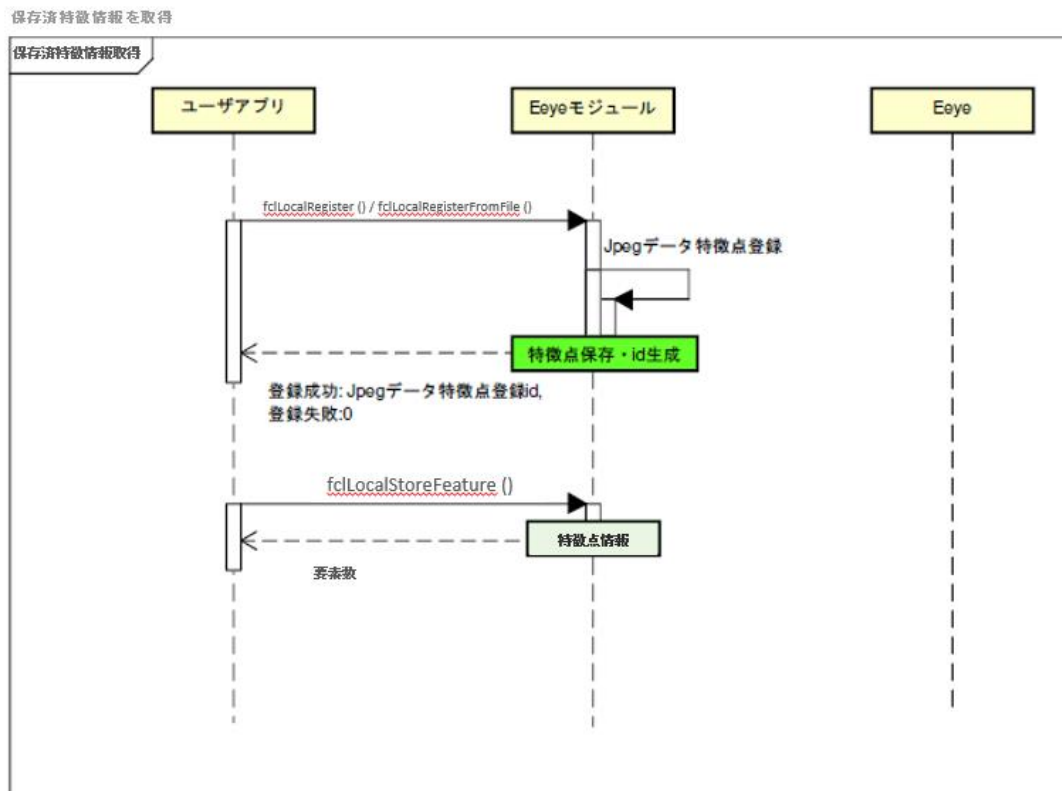 保存済特徴情報を取得
保存済特徴情報取得
ユーザアプリ
Eeyeモジュール
Eeye
fclLocalRegister () / fclLocalRegisterFromFile ()
Jpegデータ特徴点登録
特徴点保存・id生成
登録成功: Jpegデータ特徴点登録id,
登録失敗:0
fclLocalStoreFeature ()
特徴点情報
要素数